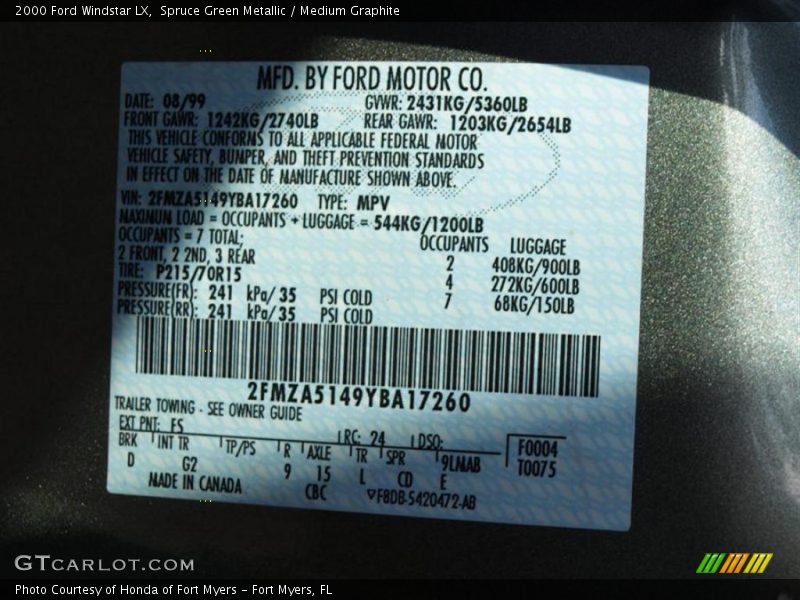 2000 Ford Windstar LX, Spruce Green Metallic / Medium Graphite
MFD. BY FORD MOTOR CO.
DATE: 08/99 GVWR: 2431KG/5360LB
FRONT GAWR: 1242KG/2740LB REAR GAWR: 1203KG/2654LB
THIS VEHICLE CONFORMS TO ALL APPLICABLE FEDERAL MOTOR
VEHICLE SAFETY, BUMPER, AND THEFT PREVENTION STANDARDS
IN EFFECT ON THE DATE OF MANUFACTURE SHOWN ABOVE.
VIN: 2FMZA5149YBA17260 TYPE: MPV
MAXIMUM LOAD = OCCUPANTS + LUGGAGE = 544KG/1200LB
OCCUPANTS = 7 TOTAL; OCCUPANTS LUGGAGE
2 FRONT, 2 2ND, 3 REAR 2 408KG/900LB
TIRE: P215/70R15 4 272KG/600LB
PRESSURE(FR): 241 kPa/35 PSI COLD 7 68KG/150LB
PRESSURE(RR): 241 kPa/35 PSI COLD
2FMZA5149YBA17260
TRAILER TOWING - SEE OWNER GUIDE
EXT PNT: FS RC: 24 DSO: F0004
BRK INT TR TP/PS R AXLE TR SPR 9LMAB T0075
D G2 9 15 L CD E
MADE IN CANADA CBC ▽F8DB-5420472-AB
GTCARLOT.COM
Photo Courtesy of Honda of Fort Myers - Fort Myers, FL